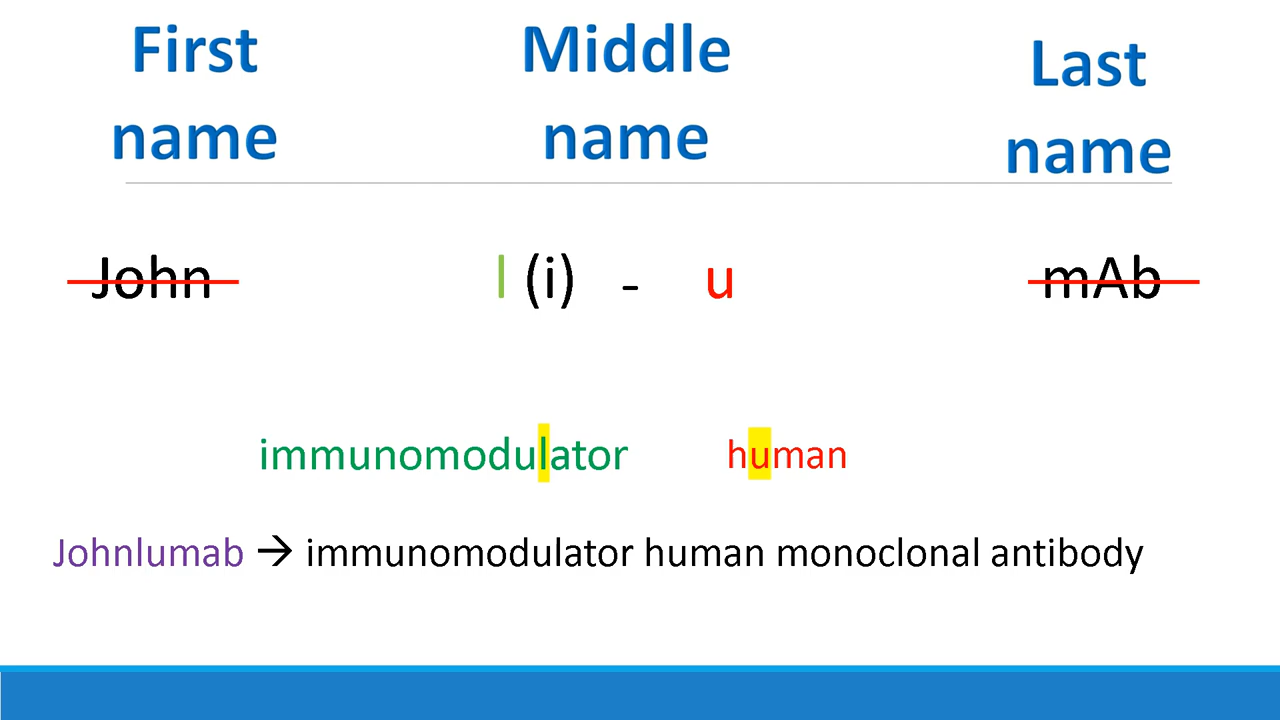 First name
Middle name
Last name
John
l (i) - u
mAb
immunomodulator
human
Johnlumab → immunomodulator human monoclonal antibody